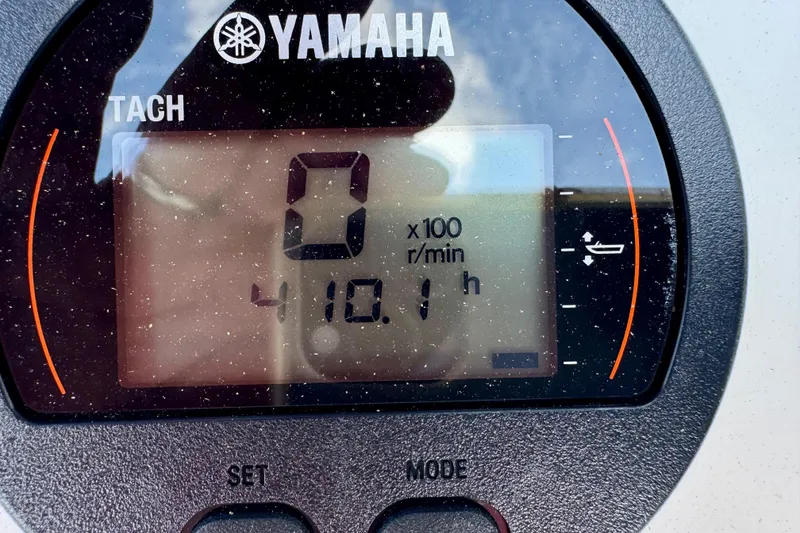 YAMAHA
TACH
0 x100
r/min
410.1 h
SET MODE